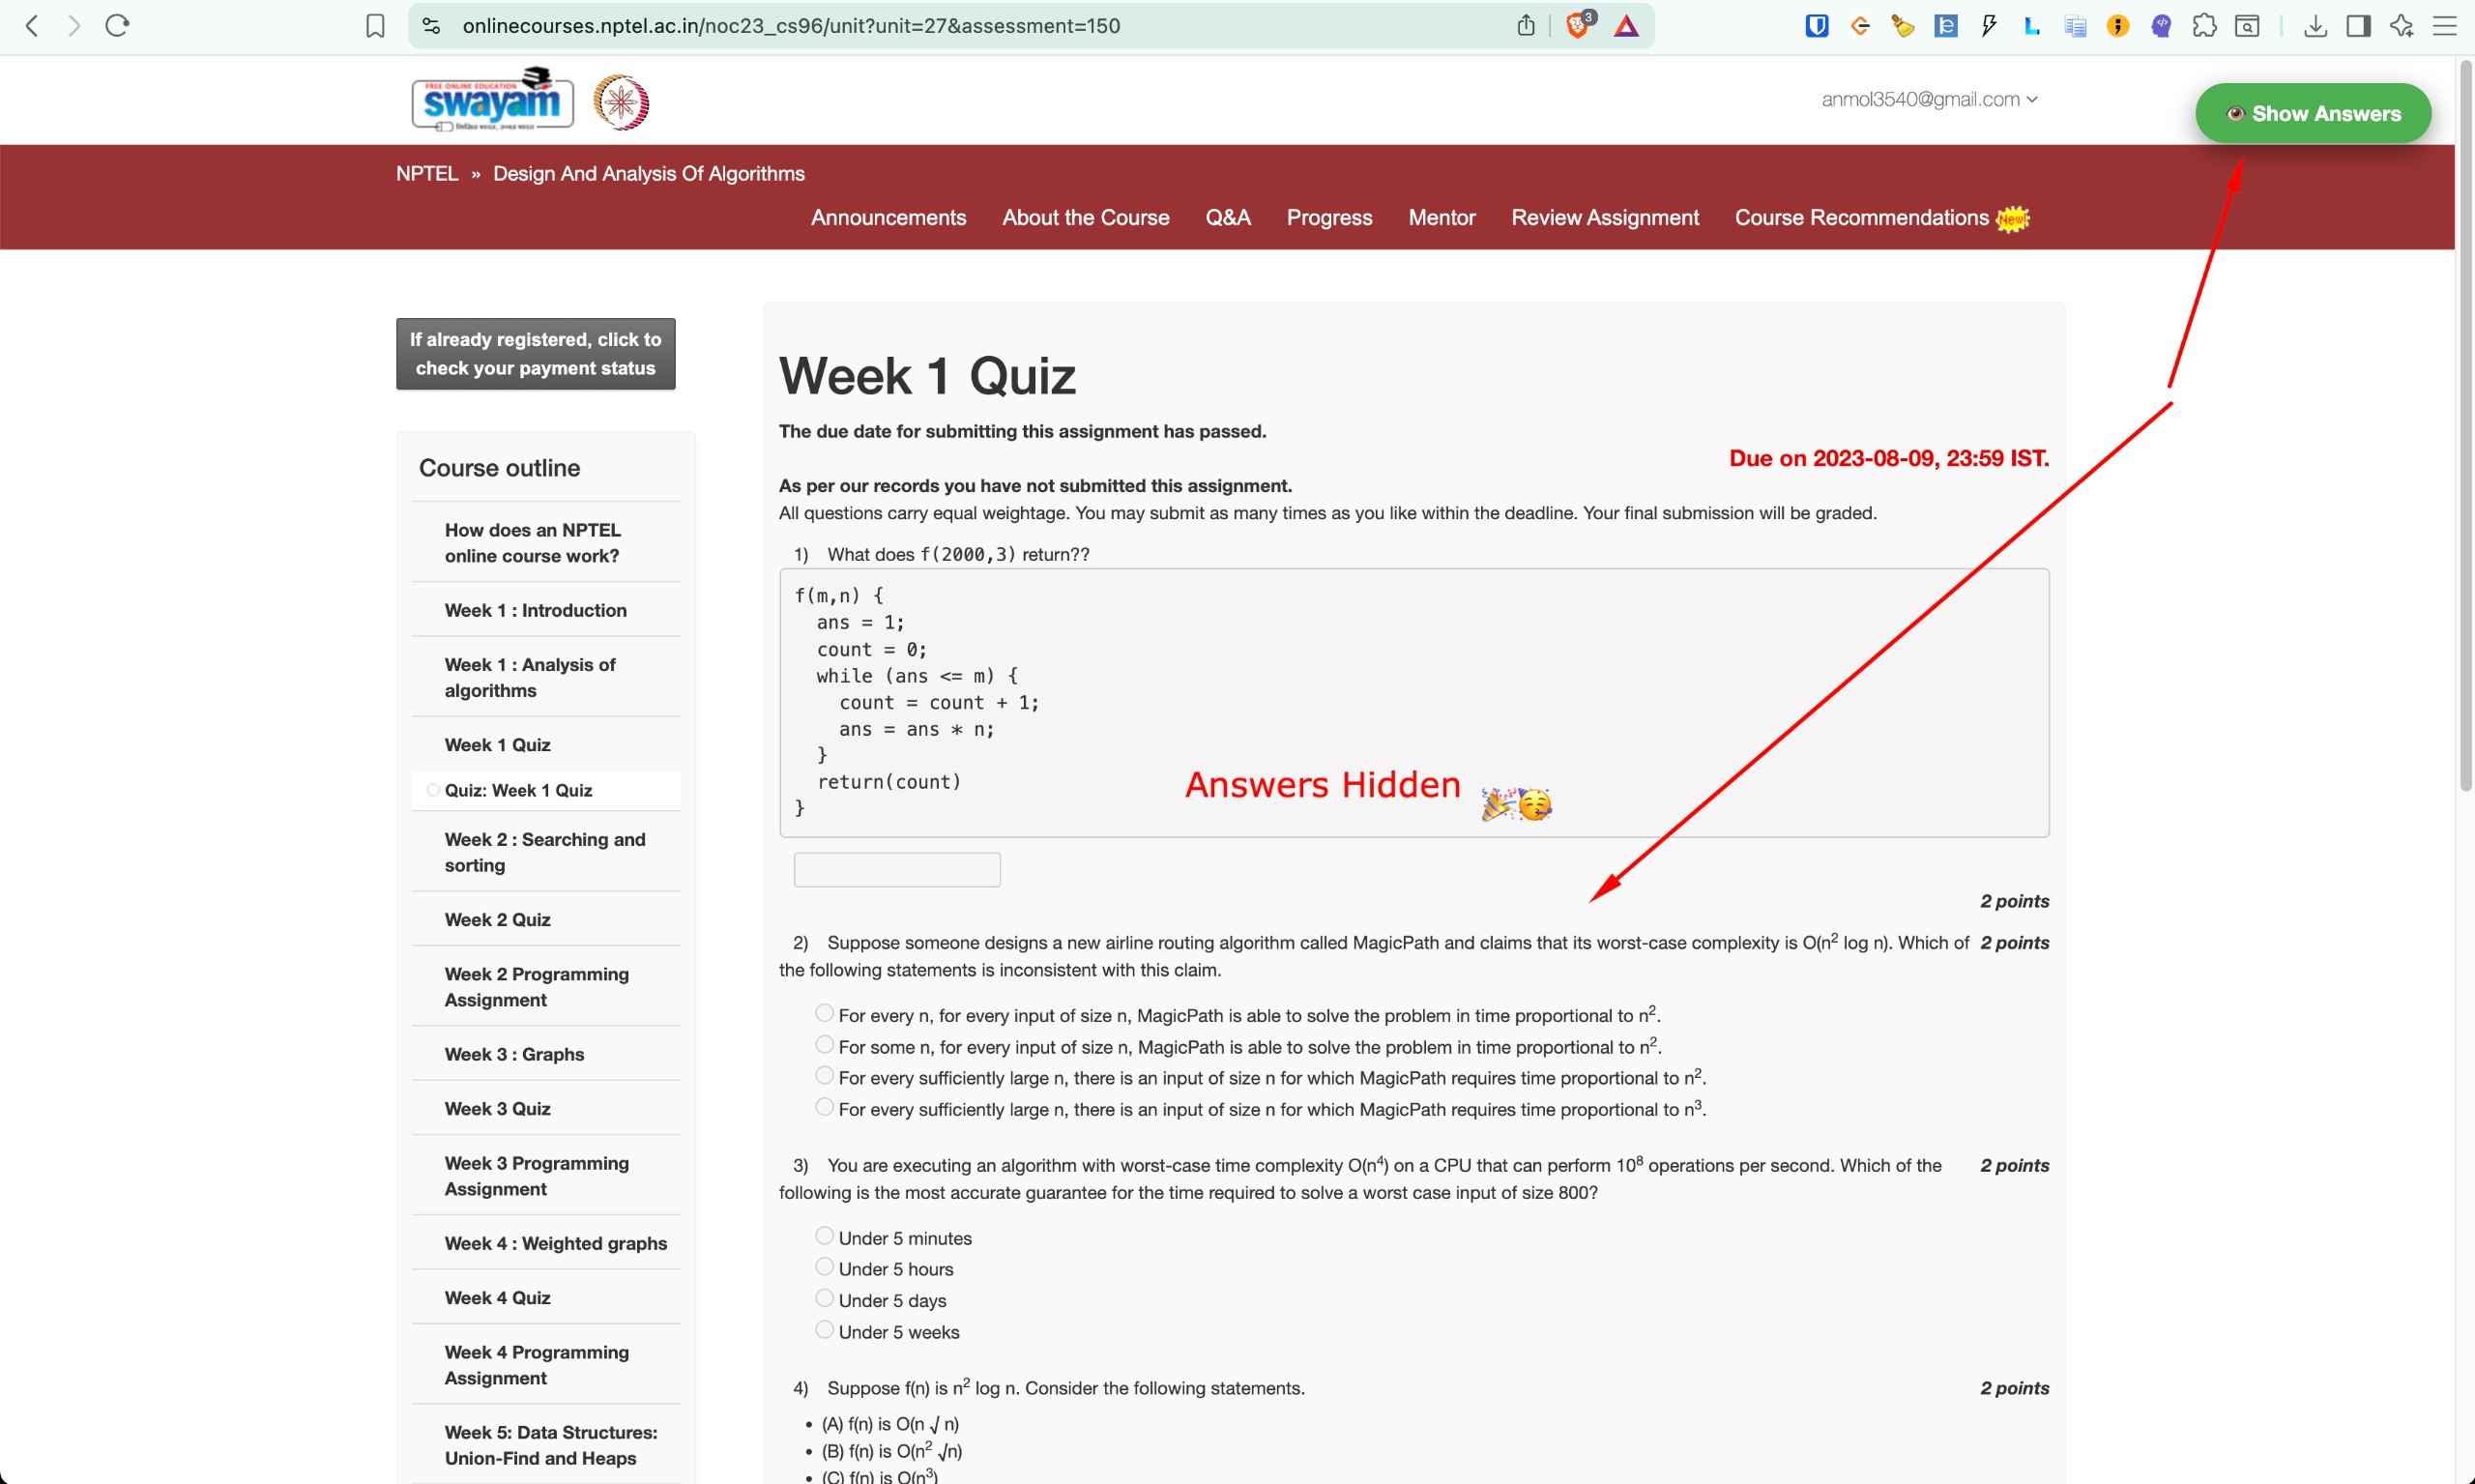 onlinecourses.nptel.ac.in/noc23_cs96/unit?unit=27&assessment=150
3
FREE ONLINE EDUCATION
swayam
anmol3540@gmail.com
👁 Show Answers
NPTEL » Design And Analysis Of Algorithms
Announcements About the Course Q&A Progress Mentor Review Assignment Course Recommendations New!
If already registered, click to
check your payment status
Course outline
How does an NPTEL
online course work?
Week 1 : Introduction
Week 1 : Analysis of
algorithms
Week 1 Quiz
Quiz: Week 1 Quiz
Week 2 : Searching and
sorting
Week 2 Quiz
Week 2 Programming
Assignment
Week 3 : Graphs
Week 3 Quiz
Week 3 Programming
Assignment
Week 4 : Weighted graphs
Week 4 Quiz
Week 4 Programming
Assignment
Week 5: Data Structures:
Union-Find and Heaps
Week 1 Quiz
The due date for submitting this assignment has passed.
Due on 2023-08-09, 23:59 IST.
As per our records you have not submitted this assignment.
All questions carry equal weightage. You may submit as many times as you like within the deadline. Your final submission will be graded.
1) What does f(2000,3) return??
f(m,n) {
  ans = 1;
  count = 0;
  while (ans <= m) {
    count = count + 1;
    ans = ans * n;
  }
  return(count)
}
Answers Hidden 🎉🥳
2 points
2) Suppose someone designs a new airline routing algorithm called MagicPath and claims that its worst-case complexity is O(n² log n). Which of 2 points
the following statements is inconsistent with this claim.
For every n, for every input of size n, MagicPath is able to solve the problem in time proportional to n².
For some n, for every input of size n, MagicPath is able to solve the problem in time proportional to n².
For every sufficiently large n, there is an input of size n for which MagicPath requires time proportional to n².
For every sufficiently large n, there is an input of size n for which MagicPath requires time proportional to n³.
3) You are executing an algorithm with worst-case time complexity O(n⁴) on a CPU that can perform 10⁸ operations per second. Which of the 2 points
following is the most accurate guarantee for the time required to solve a worst case input of size 800?
Under 5 minutes
Under 5 hours
Under 5 days
Under 5 weeks
4) Suppose f(n) is n² log n. Consider the following statements. 2 points
• (A) f(n) is O(n √ n)
• (B) f(n) is O(n² √n)
• (C) f(n) is O(n³)